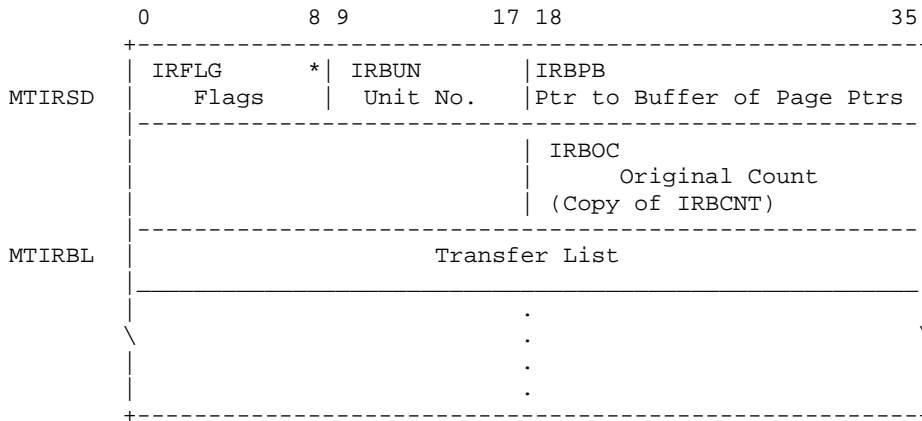 0 8 9 17 18 35
IRFLG * IRBUN IRBPB
MTIRSD Flags Unit No. Ptr to Buffer of Page Ptrs
IRBOC
Original Count
(Copy of IRBCNT)
MTIRBL Transfer List
.
.
.
.